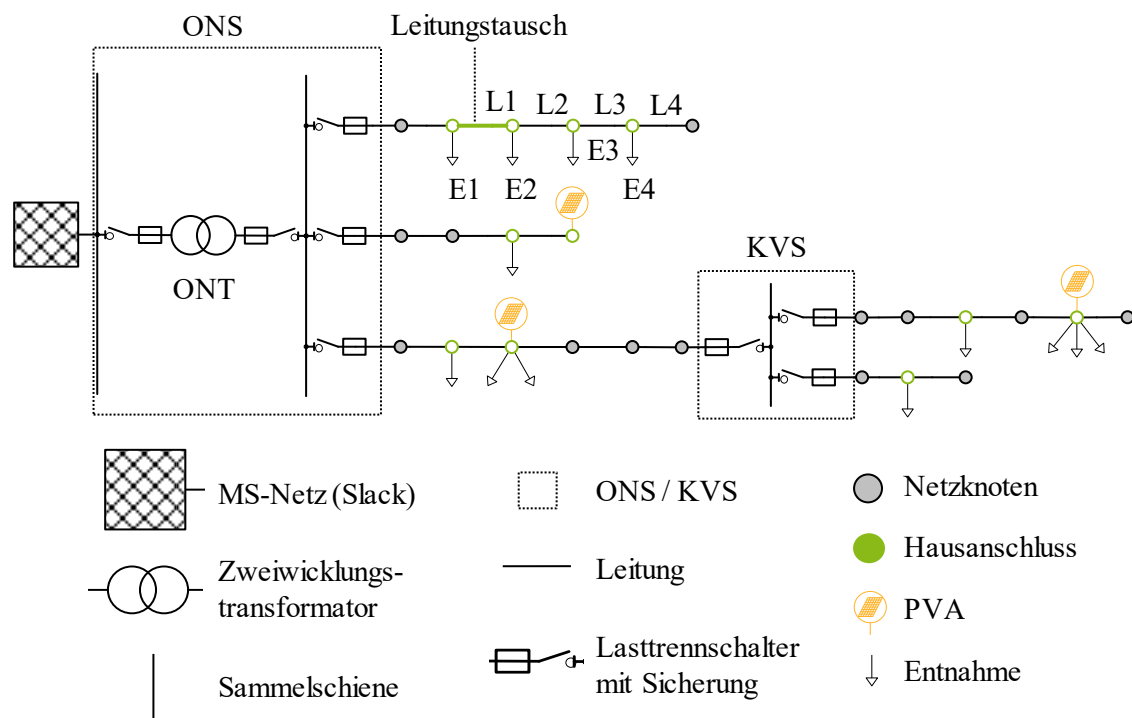 ONS
Leitungstausch
L1
L2
L3
L4
E1
E2
E3
E4
ONT
KVS
MS-Netz (Slack)
ONS / KVS
Netzknoten
Hausanschluss
Zweiwicklungs-
transformator
Leitung
PVA
Lasttrennschalter
mit Sicherung
Entnahme
Sammelschiene